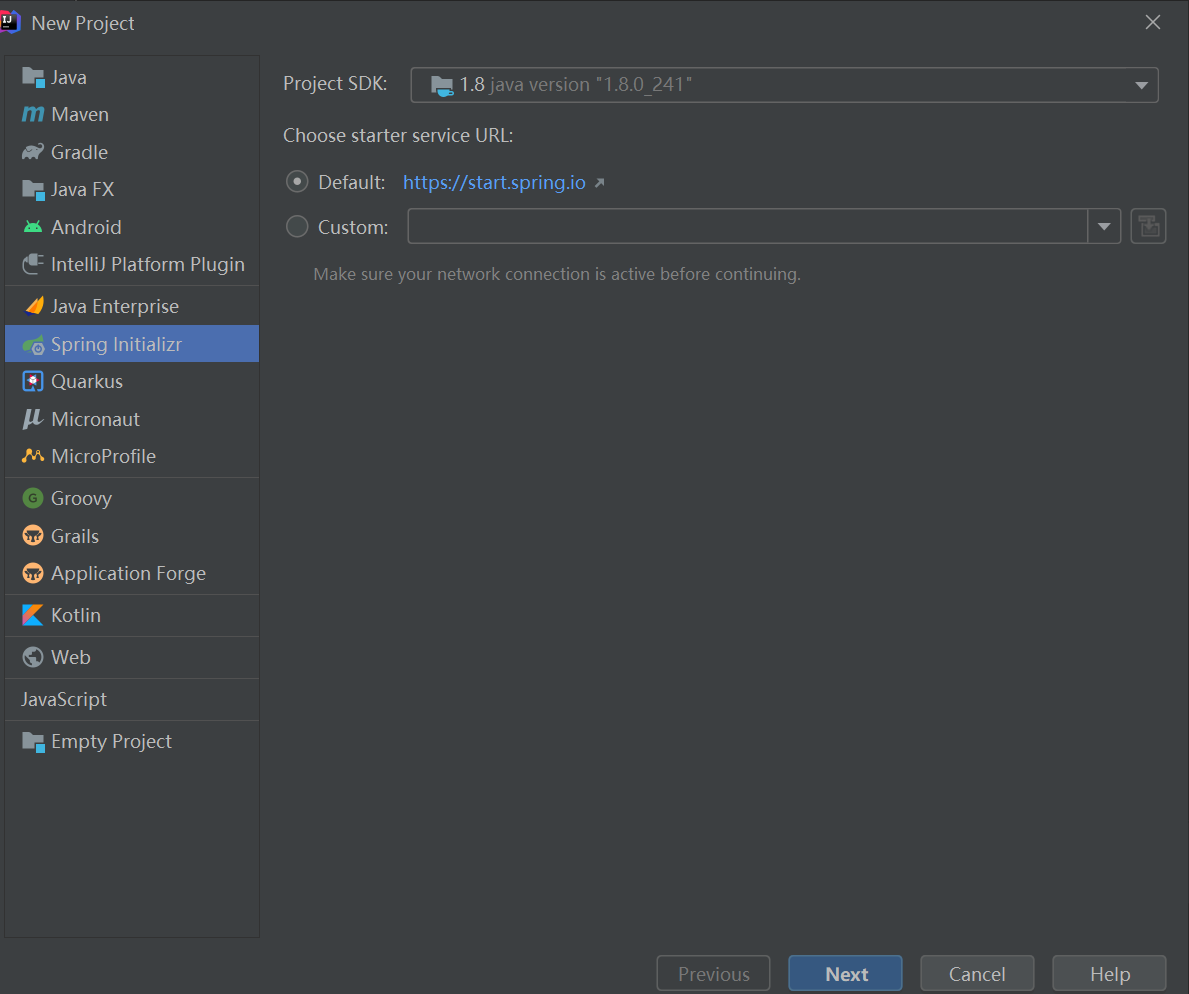 New Project
Java
Maven
Gradle
Java FX
Android
IntelliJ Platform Plugin
Java Enterprise
Spring Initializr
Quarkus
Micronaut
MicroProfile
Groovy
Grails
Application Forge
Kotlin
Web
JavaScript
Empty Project
Project SDK: 1.8 java version "1.8.0_241"
Choose starter service URL:
Default: https://start.spring.io
Custom:
Make sure your network connection is active before continuing.
Previous Next Cancel Help